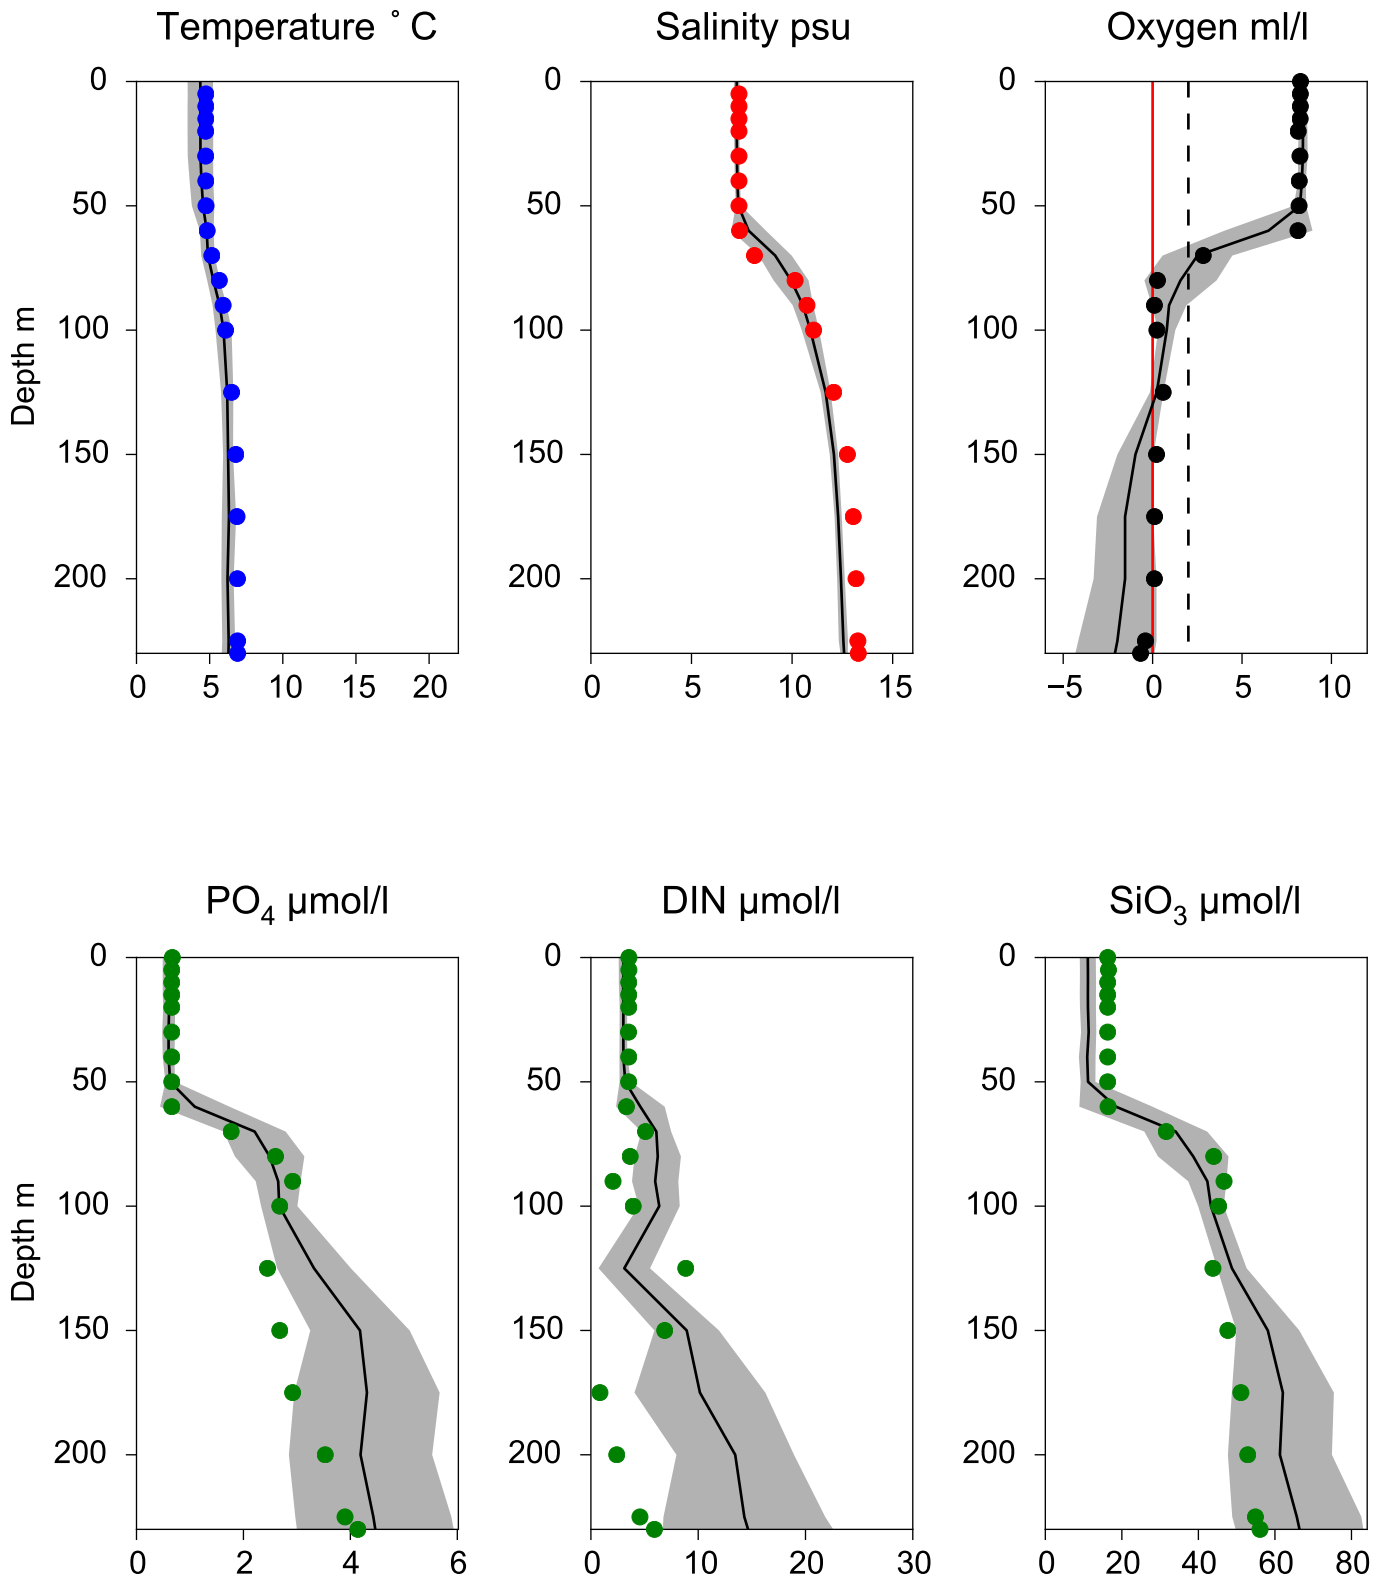 Temperature ° C
Salinity psu
Oxygen ml/l
0
50
100
150
200
Depth m
0 5 10 15 20
0
50
100
150
200
0 5 10 15
0
50
100
150
200
−5 0 5 10
PO4 µmol/l
DIN µmol/l
SiO3 µmol/l
0
50
100
150
200
Depth m
0 2 4 6
0
50
100
150
200
0 10 20 30
0
50
100
150
200
0 20 40 60 80